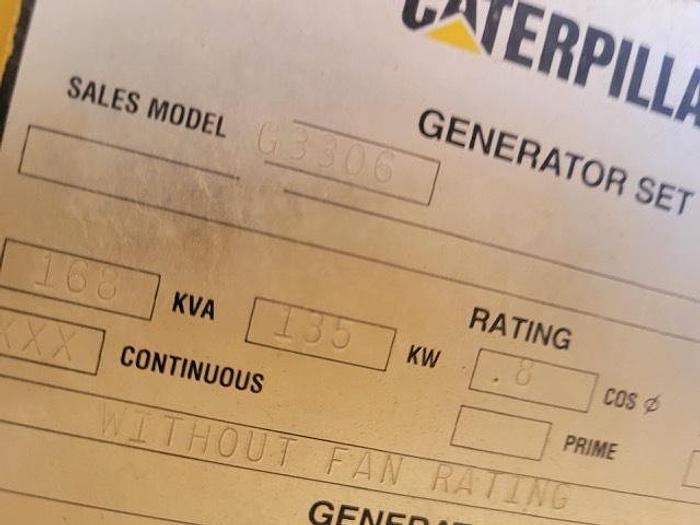 CATERPILLA
GENERATOR SET
SALES MODEL G3306
RATING
168 KVA 135 KW .8 COS ø
XXX CONTINUOUS PRIME
WITHOUT FAN RATING
GENERAT